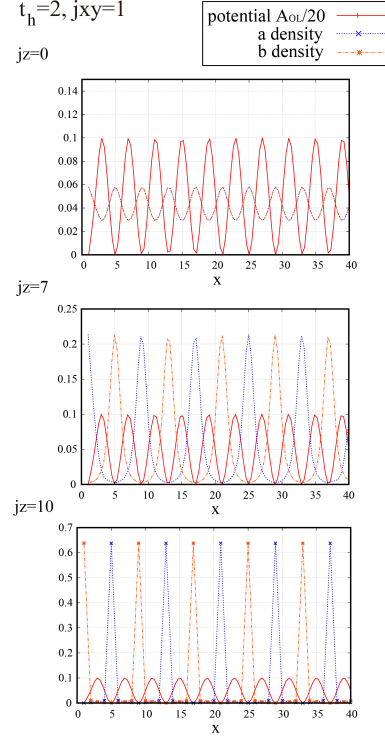 t_h=2, jxy=1
potential A_OL/20
a density
b density
jz=0
0.14
0.12
0.1
0.08
0.06
0.04
0.02
0
0 5 10 15 20 25 30 35 40
x
jz=7
0.25
0.2
0.15
0.1
0.05
0
0 5 10 15 20 25 30 35 40
x
jz=10
0.7
0.6
0.5
0.4
0.3
0.2
0.1
0
0 5 10 15 20 25 30 35 40
x